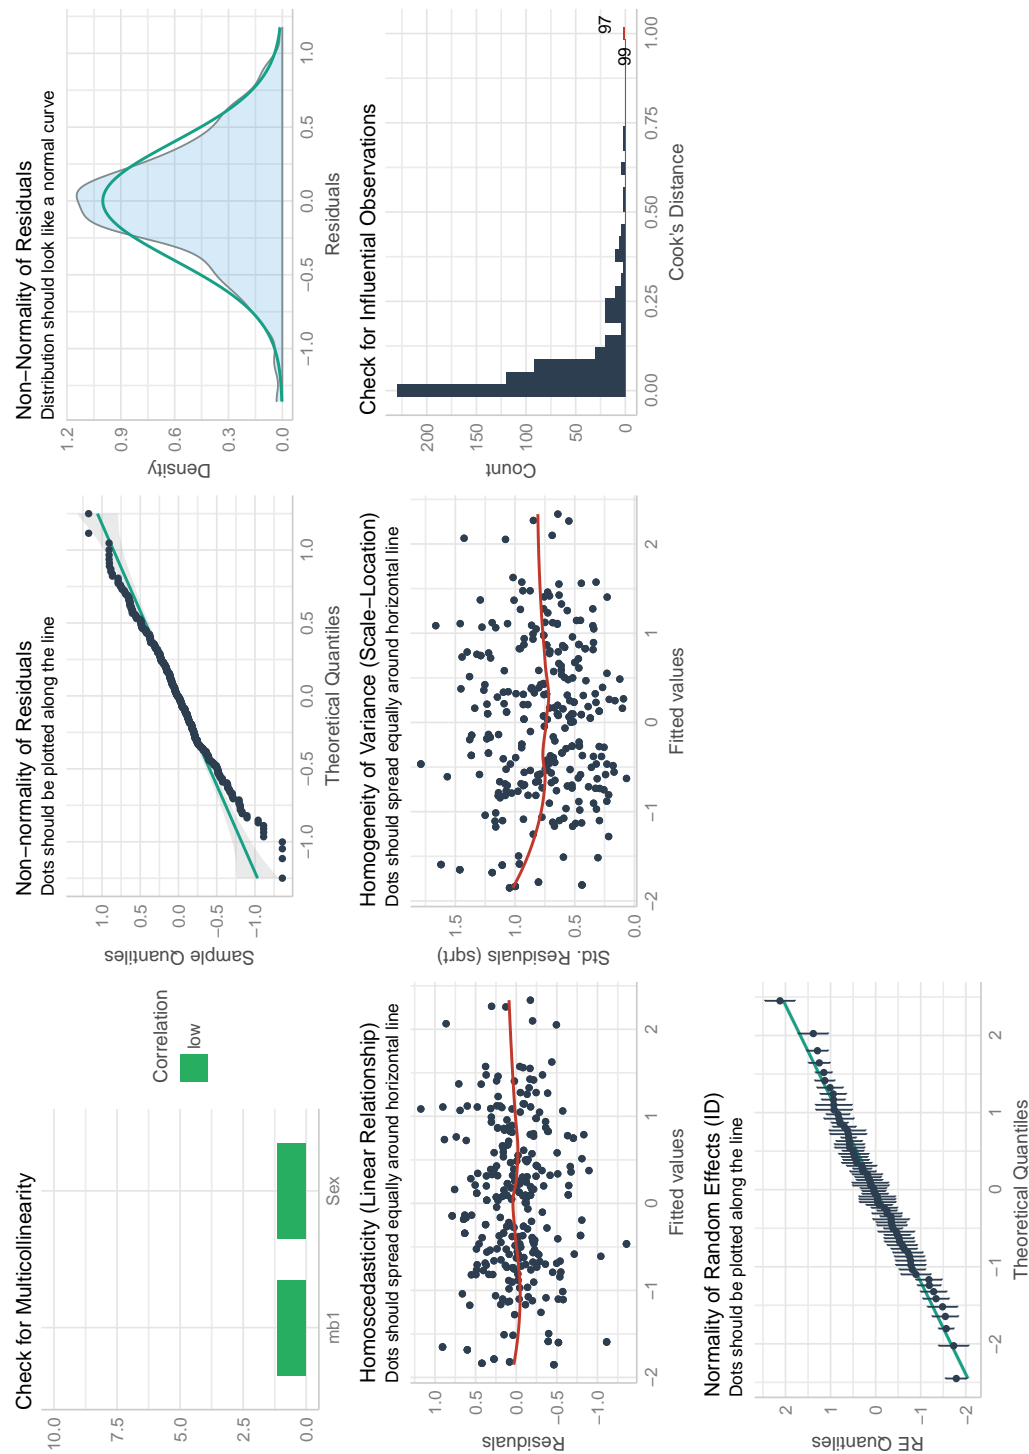 Check for Multicollinearity
10.0
7.5
5.0
2.5
0.0
mb1
Sex
Correlation
low
Non−normality of Residuals
Dots should be plotted along the line
Sample Quantiles
1.0
0.5
0.0
−0.5
−1.0
−1.0
−0.5
0.0
0.5
1.0
Theoretical Quantiles
Non−Normality of Residuals
Distribution should look like a normal curve
Density
1.2
0.9
0.6
0.3
0.0
−1.0
−0.5
0.0
0.5
1.0
Residuals
Homoscedasticity (Linear Relationship)
Dots should spread equally around horizontal line
Residuals
1.0
0.5
0.0
−0.5
−1.0
−2
−1
0
1
2
Fitted values
Homogeneity of Variance (Scale−Location)
Dots should spread equally around horizontal line
Std. Residuals (sqrt)
1.5
1.0
0.5
0.0
−2
−1
0
1
2
Fitted values
Check for Influential Observations
Count
200
150
100
50
0
97
99
0.00
0.25
0.50
0.75
1.00
Cook's Distance
Normality of Random Effects (ID)
Dots should be plotted along the line
RE Quantiles
2
1
0
−1
−2
−2
−1
0
1
2
Theoretical Quantiles